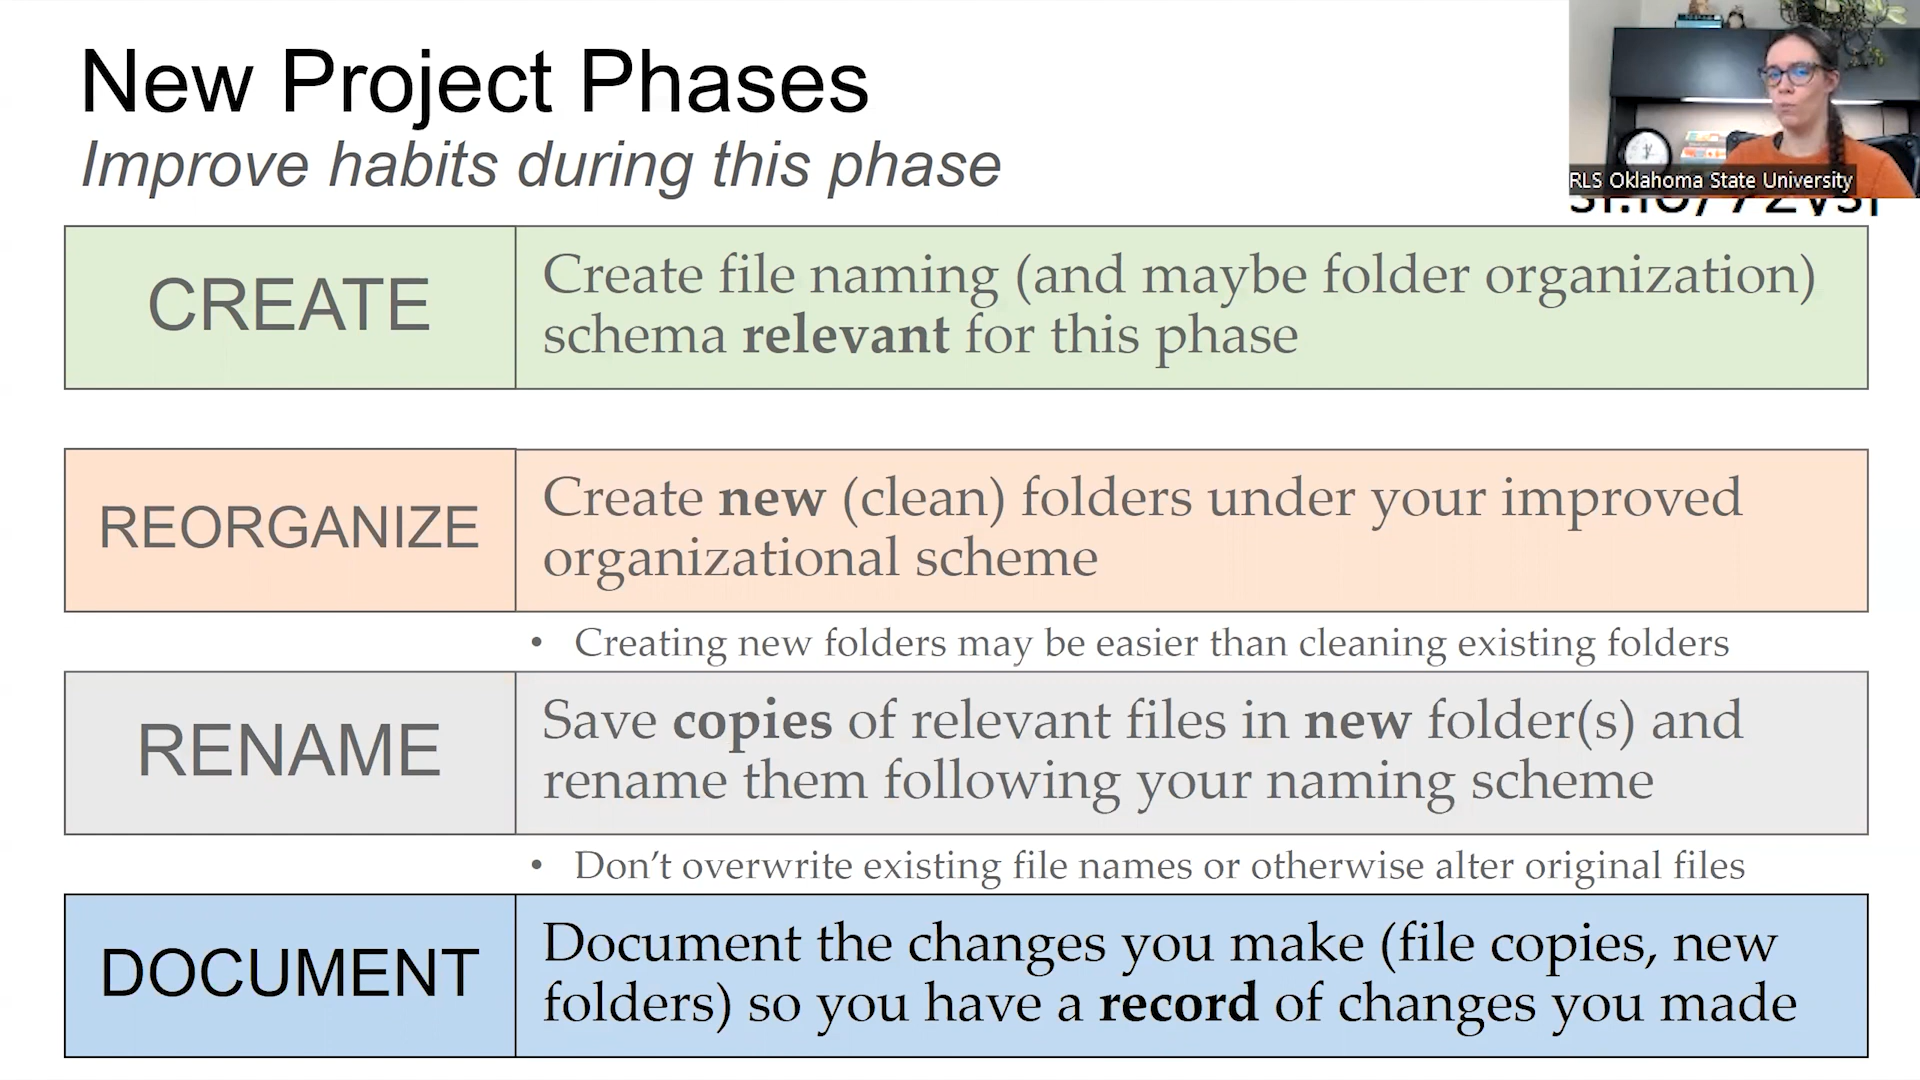 New Project Phases
Improve habits during this phase
RLS Oklahoma State University
CREATE
Create file naming (and maybe folder organization)
schema relevant for this phase
REORGANIZE
Create new (clean) folders under your improved
organizational scheme
• Creating new folders may be easier than cleaning existing folders
RENAME
Save copies of relevant files in new folder(s) and
rename them following your naming scheme
• Don’t overwrite existing file names or otherwise alter original files
DOCUMENT
Document the changes you make (file copies, new
folders) so you have a record of changes you made